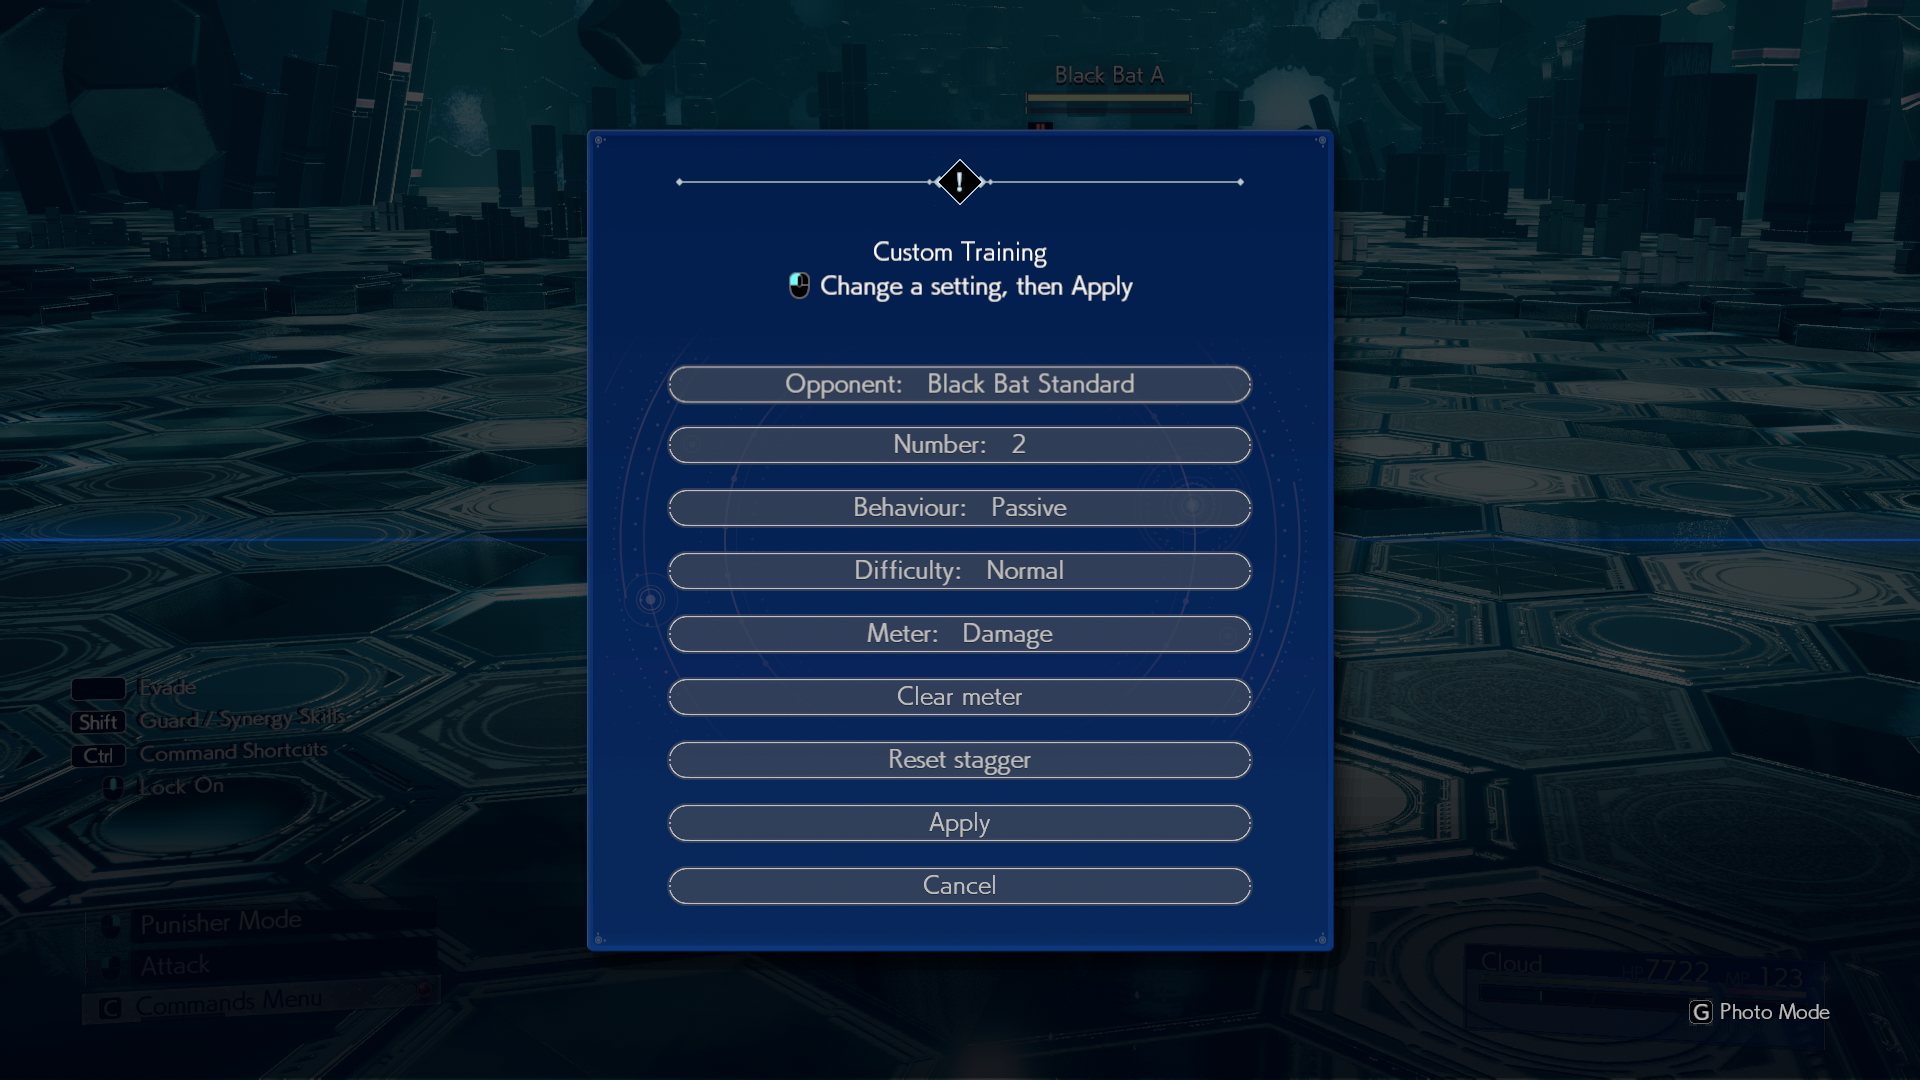 Black Bat A
!
Custom Training
Change a setting, then Apply
Opponent: Black Bat Standard
Number: 2
Behaviour: Passive
Difficulty: Normal
Meter: Damage
Clear meter
Reset stagger
Apply
Cancel
Evade
Shift Guard / Synergy Skills
Ctrl Command Shortcuts
Lock On
Punisher Mode
Attack
C Commands Menu
Cloud HP 7722 MP 123
G Photo Mode